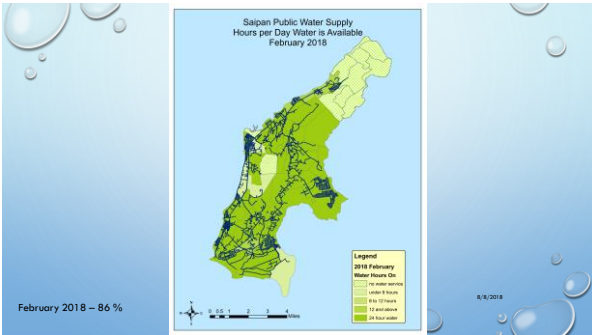 Saipan Public Water Supply
Hours per Day Water is Available
February 2018
Legend
2018 February
Water Hours On
no water service
under 6 hours
6 to 12 hours
12 and above
24 hour water
0 0.5 1 2 3 4
Miles
February 2018 – 86 %
8/8/2018